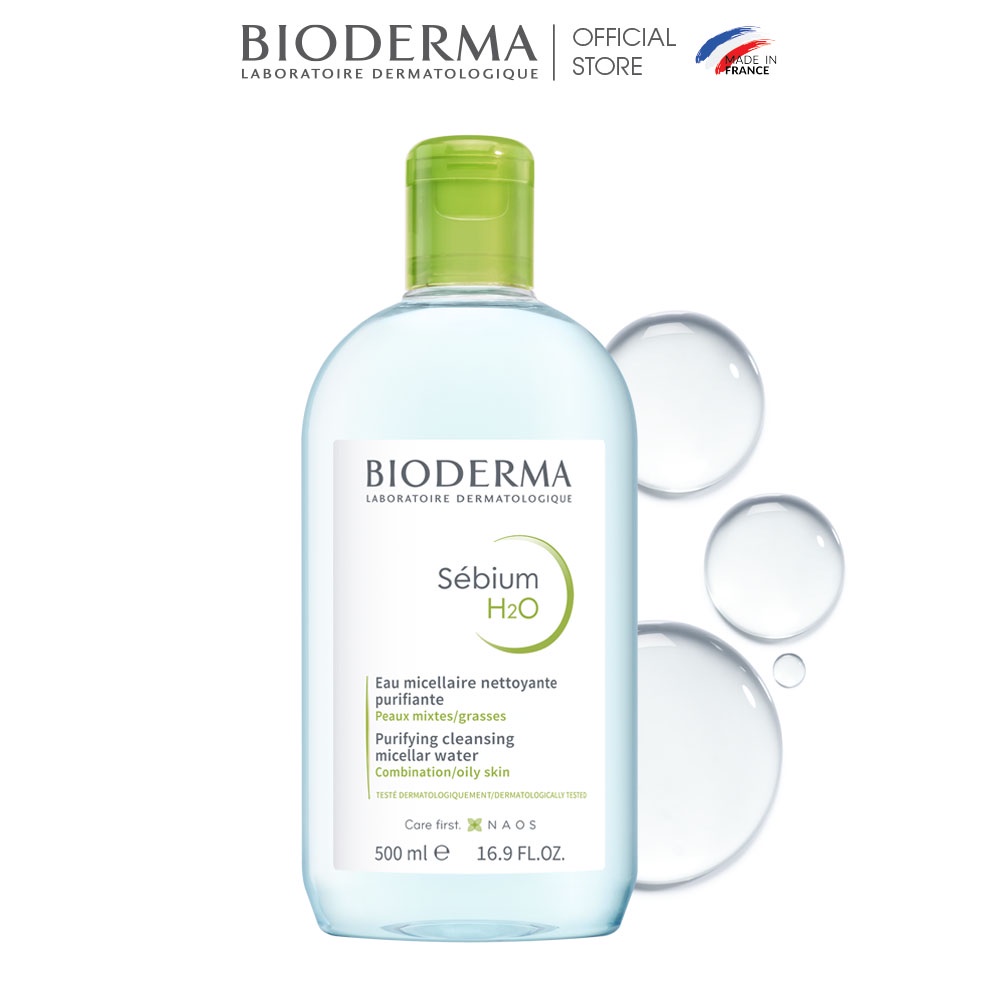 BIODERMA
LABORATOIRE DERMATOLOGIQUE
OFFICIAL
STORE
MADE IN
FRANCE
BIODERMA
LABORATOIRE DERMATOLOGIQUE
Sébium
H2O
Eau micellaire nettoyante
purifiante
Peaux mixtes/grasses
Purifying cleansing
micellar water
Combination/oily skin
TESTÉ DERMATOLOGIQUEMENT/DERMATOLOGICALLY TESTED
Care first. NAOS
500 ml ℮ 16.9 FL.OZ.